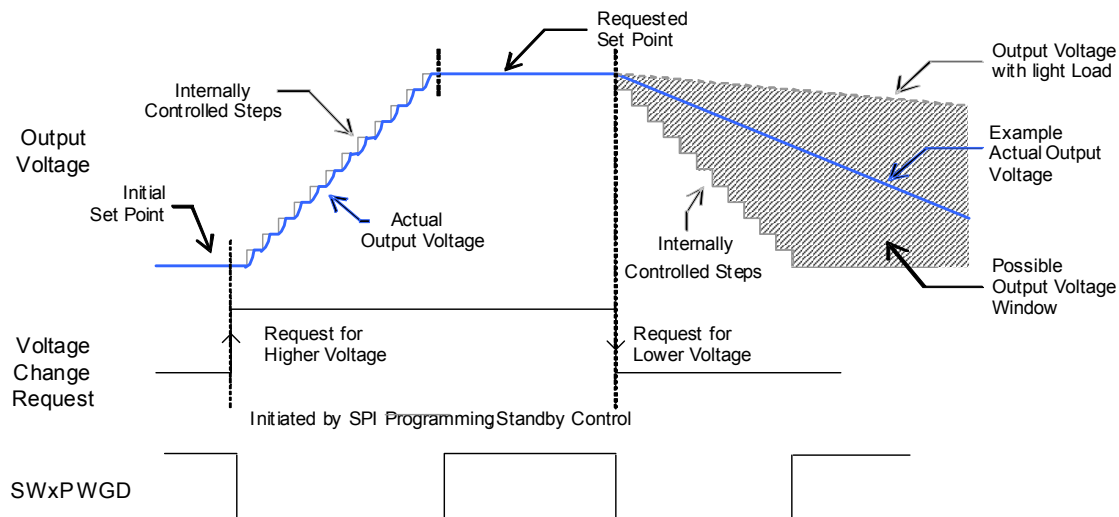 Requested
Set Point
Output Voltage
with light Load
Internally
Controlled Steps
Output
Voltage
Example
Actual Output
Voltage
Initial
Set Point
Actual
Output Voltage
Internally
Controlled Steps
Possible
Output Voltage
Window
Request for
Higher Voltage
Request for
Lower Voltage
Voltage
Change
Request
Initiated by SPI Programming, Standby Control
SWxPWGD